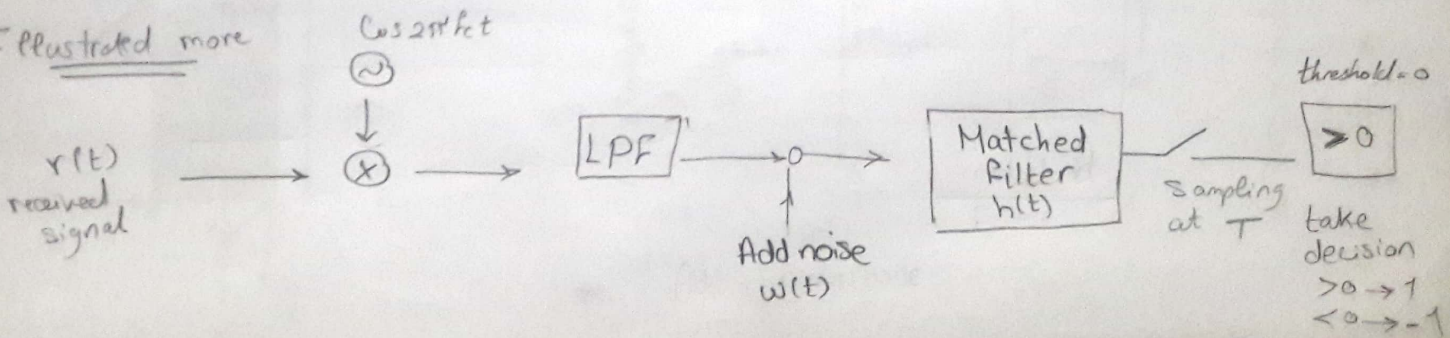 Illustrated more
Cos 2πfct
r(t)
received
signal
LPF
Add noise
w(t)
Matched
filter
h(t)
Sampling
at T
threshold=0
≥0
take
decision
>0→1
<0→-1